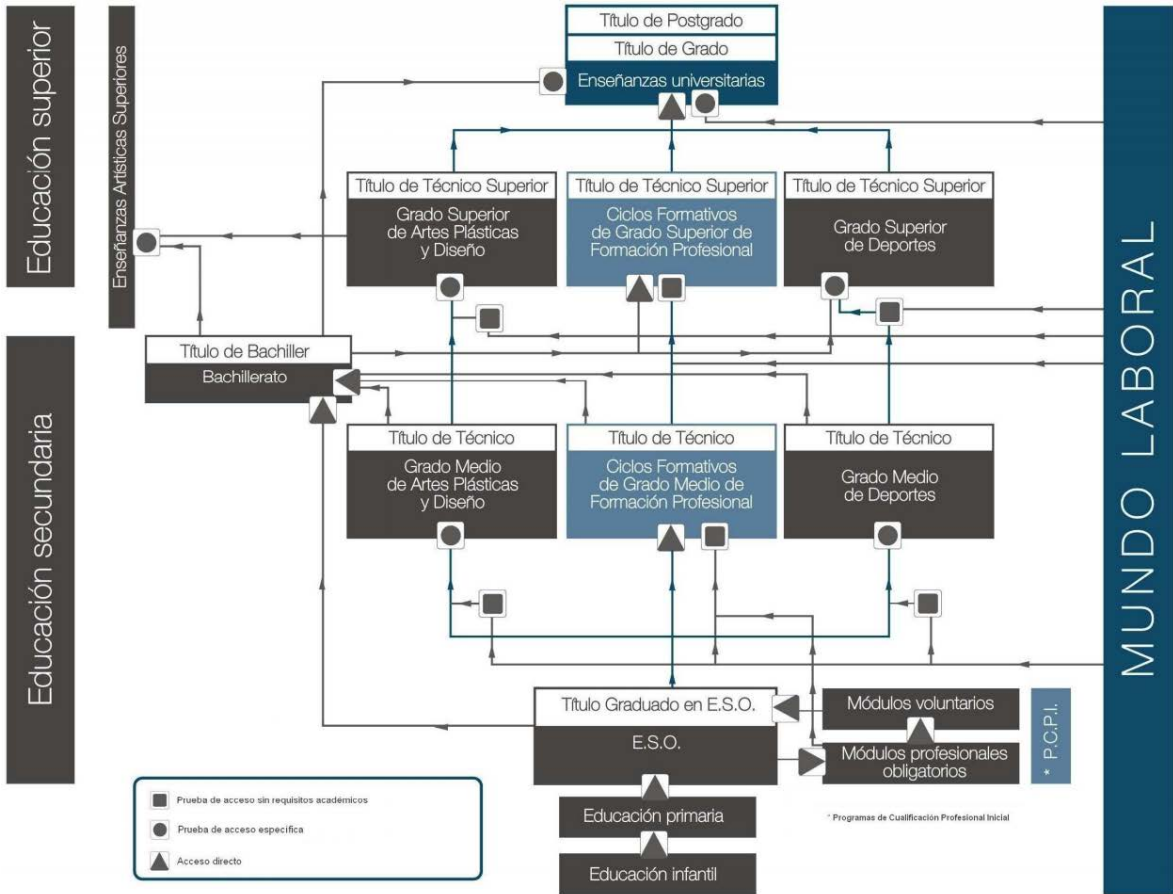 Educación superior
Enseñanzas Artísticas Superiores
Título de Postgrado
Título de Grado
Enseñanzas universitarias
Título de Técnico Superior
Grado Superior
de Artes Plásticas
y Diseño
Título de Técnico Superior
Ciclos Formativos
de Grado Superior de
Formación Profesional
Título de Técnico Superior
Grado Superior
de Deportes
MUNDO LABORAL
Educación secundaria
Título de Bachiller
Bachillerato
Título de Técnico
Grado Medio
de Artes Plásticas
y Diseño
Título de Técnico
Ciclos Formativos
de Grado Medio de
Formación Profesional
Título de Técnico
Grado Medio
de Deportes
Título Graduado en E.S.O.
E.S.O.
Módulos voluntarios
Módulos profesionales
obligatorios
* P.C.P.I.
Educación primaria
Educación infantil
* Programas de Cualificación Profesional Inicial
Prueba de acceso sin requisitos académicos
Prueba de acceso específica
Acceso directo